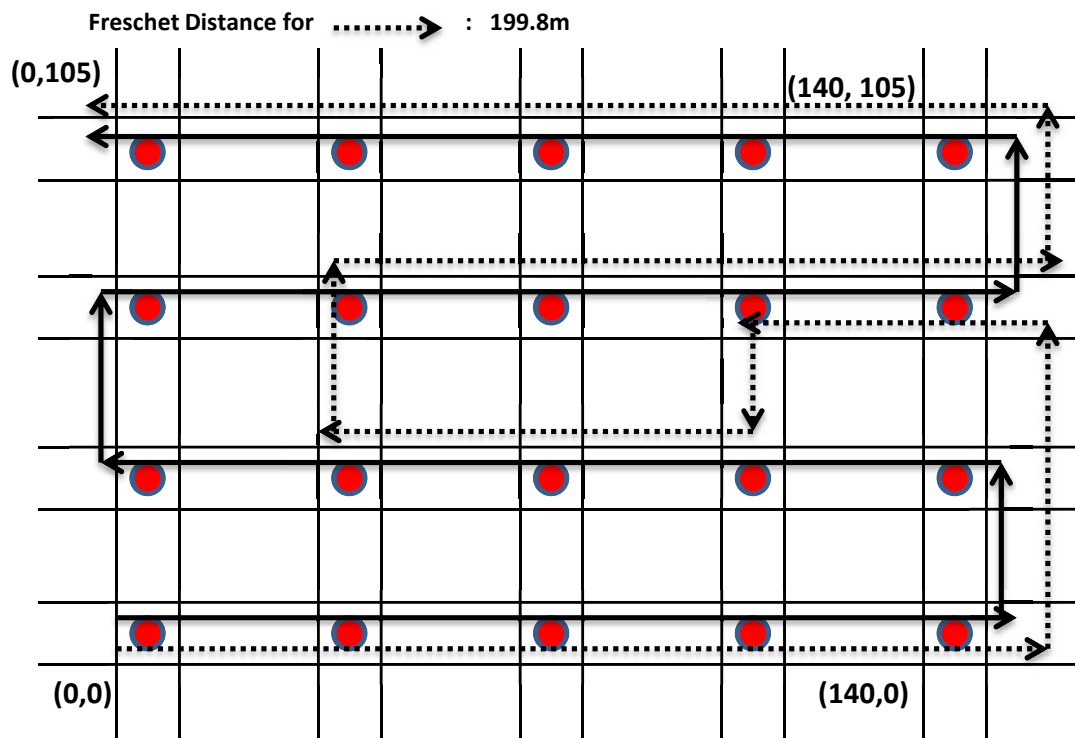 Freschet Distance for : 199.8m
(0,105)
(140, 105)
(0,0)
(140,0)